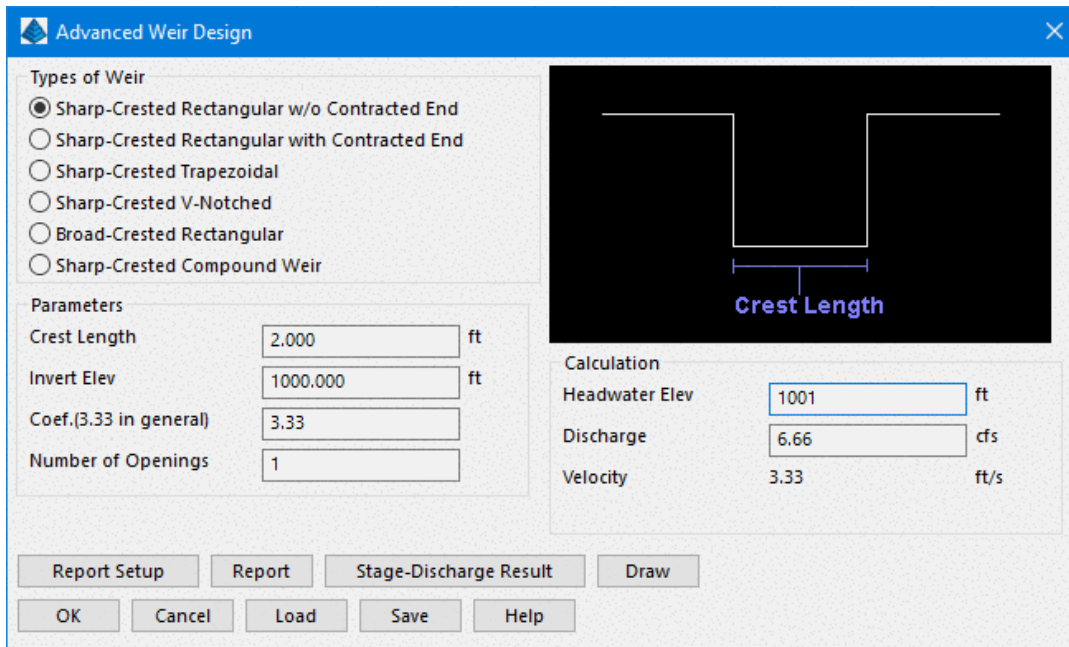 Advanced Weir Design
Types of Weir
Sharp-Crested Rectangular w/o Contracted End
Sharp-Crested Rectangular with Contracted End
Sharp-Crested Trapezoidal
Sharp-Crested V-Notched
Broad-Crested Rectangular
Sharp-Crested Compound Weir
Crest Length
Parameters
Crest Length 2.000 ft
Invert Elev 1000.000 ft
Coef.(3.33 in general) 3.33
Number of Openings 1
Calculation
Headwater Elev 1001 ft
Discharge 6.66 cfs
Velocity 3.33 ft/s
Report Setup Report Stage-Discharge Result Draw
OK Cancel Load Save Help